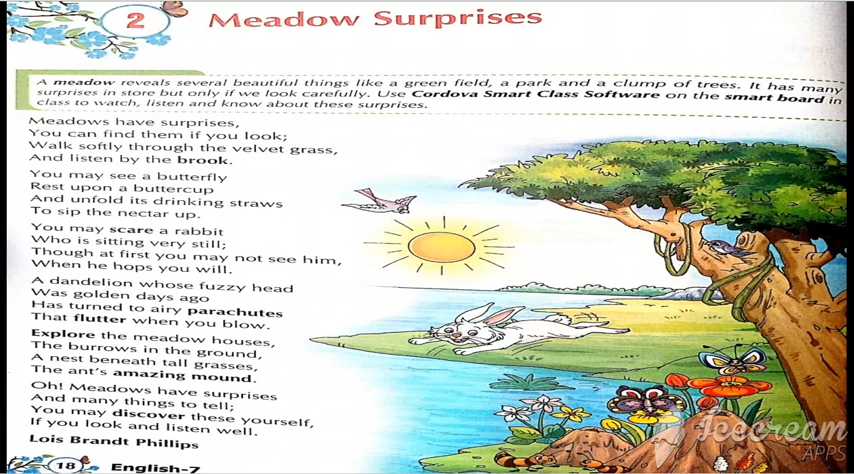 2
Meadow Surprises
A meadow reveals several beautiful things like a green field, a park and a clump of trees. It has many
surprises in store but only if we look carefully. Use Cordova Smart Class Software on the smart board in
class to watch, listen and know about these surprises.
Meadows have surprises,
You can find them if you look;
Walk softly through the velvet grass,
And listen by the brook.
You may see a butterfly
Rest upon a buttercup
And unfold its drinking straws
To sip the nectar up.
You may scare a rabbit
Who is sitting very still;
Though at first you may not see him,
When he hops you will.
A dandelion whose fuzzy head
Was golden days ago
Has turned to airy parachutes
That flutter when you blow.
Explore the meadow houses,
The burrows in the ground,
A nest beneath tall grasses,
The ant's amazing mound.
Oh! Meadows have surprises
And many things to tell;
You may discover these yourself,
If you look and listen well.
Lois Brandt Phillips
18
English-7
Icecream
APPS